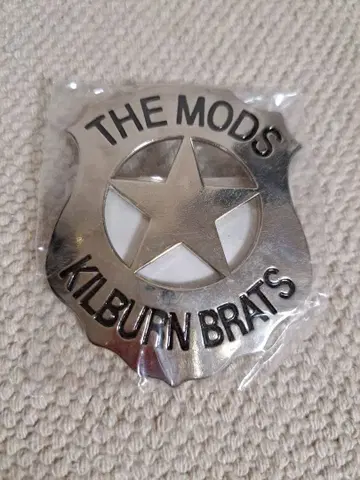 THE MODS
KILBURN BRATS